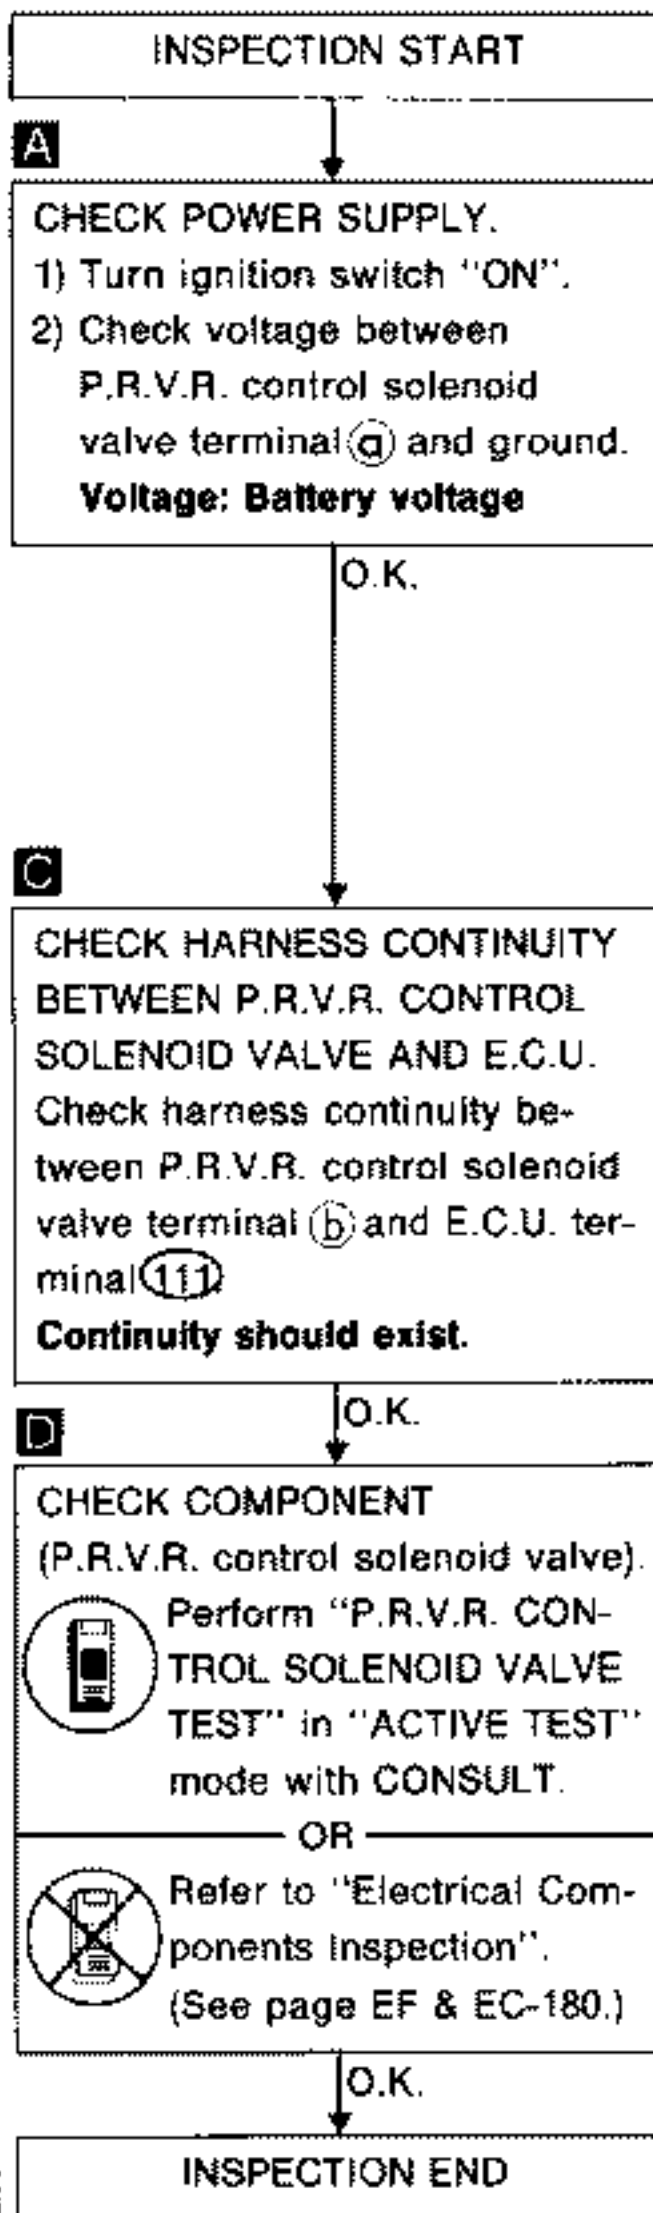 INSPECTION START
A
CHECK POWER SUPPLY.
1) Turn ignition switch "ON".
2) Check voltage between
P.R.V.R. control solenoid
valve terminal ⓐ and ground.
Voltage: Battery voltage
O.K.
C
CHECK HARNESS CONTINUITY
BETWEEN P.R.V.R. CONTROL
SOLENOID VALVE AND E.C.U.
Check harness continuity be-
tween P.R.V.R. control solenoid
valve terminal ⓑ and E.C.U. ter-
minal 111.
Continuity should exist.
O.K.
D
CHECK COMPONENT
(P.R.V.R. control solenoid valve).
Perform "P.R.V.R. CON-
TROL SOLENOID VALVE
TEST" in "ACTIVE TEST"
mode with CONSULT.
OR
Refer to "Electrical Com-
ponents Inspection".
(See page EF & EC-180.)
O.K.
INSPECTION END